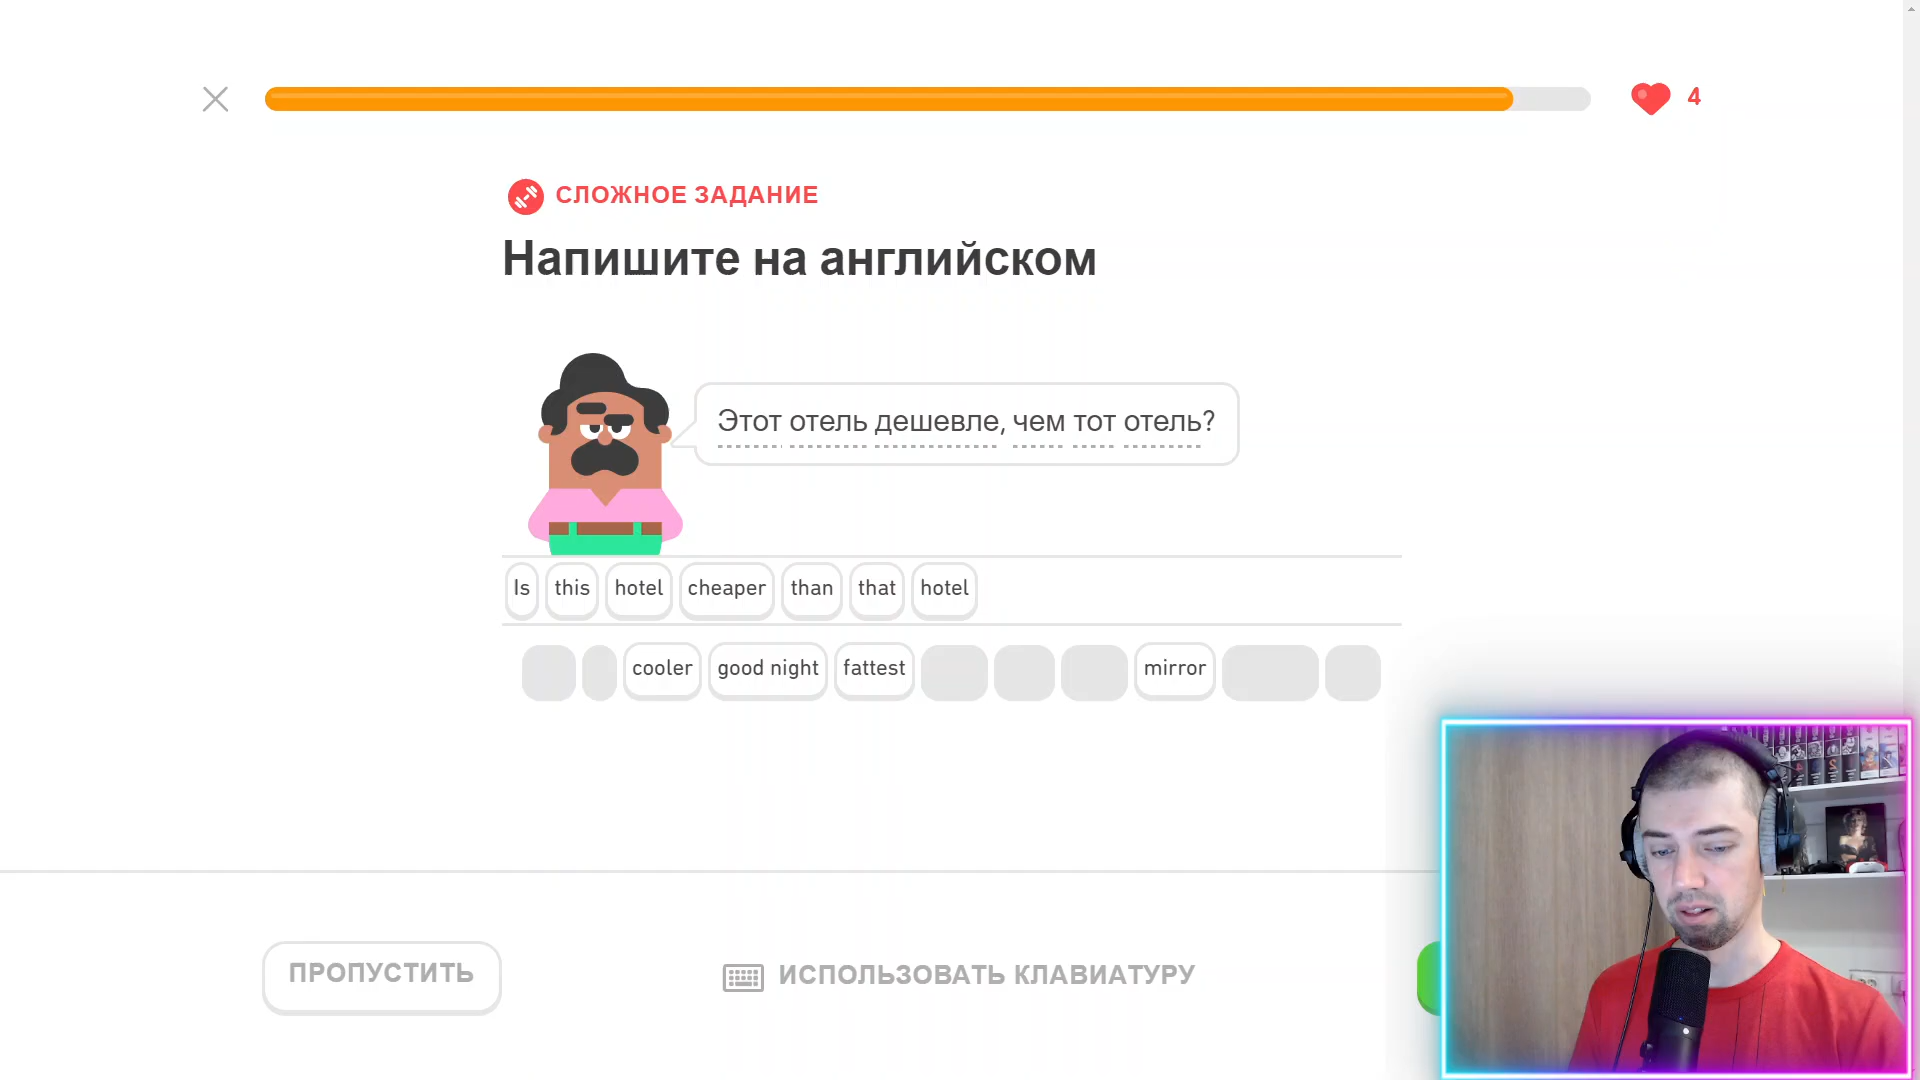 4
СЛОЖНОЕ ЗАДАНИЕ
Напишите на английском
Этот отель дешевле, чем тот отель?
Is this hotel cheaper than that hotel
cooler good night fattest mirror
ПРОПУСТИТЬ
ИСПОЛЬЗОВАТЬ КЛАВИАТУРУ